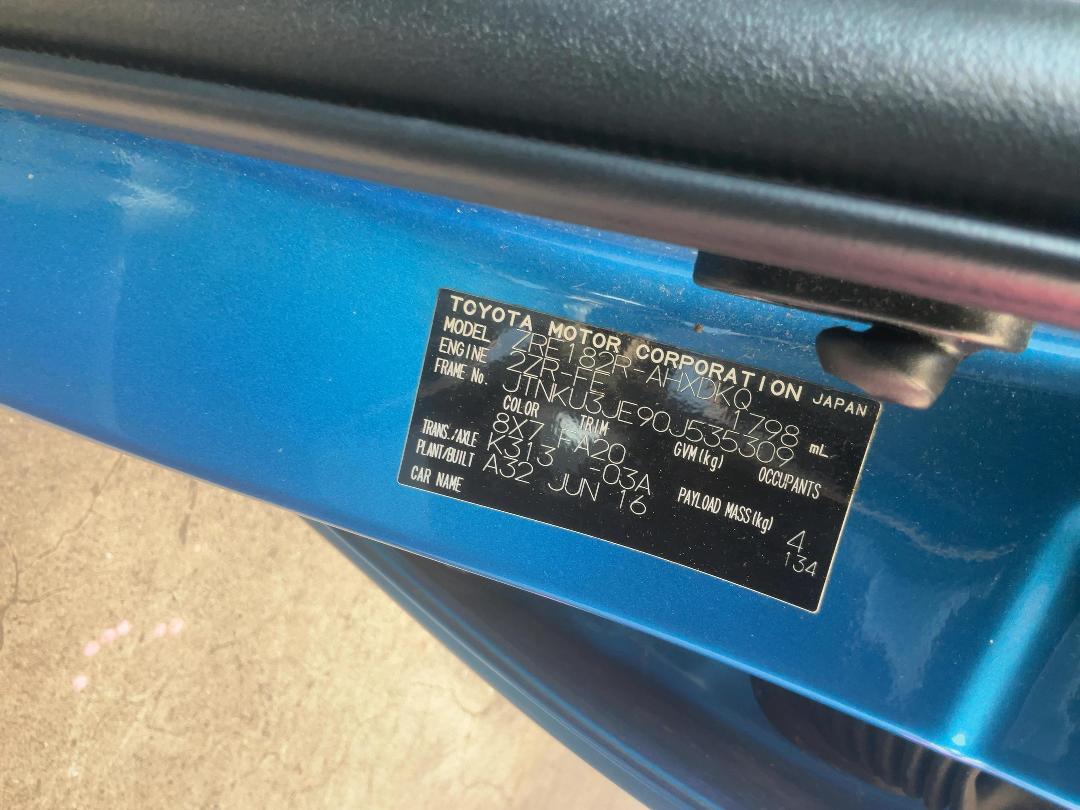 TOYOTA MOTOR CORPORATION JAPAN
MODEL ZRE182R-AHXDKQ
ENGINE 2ZR-FE 1798 mL
FRAME No. JTNKU3JE90J535309
COLOR TRIM GVM(kg) OCCUPANTS
8X7 FA20
TRANS./AXLE K313 -03A PAYLOAD MASS(kg) 4
PLANT/BUILT A32 JUN 16 134
CAR NAME